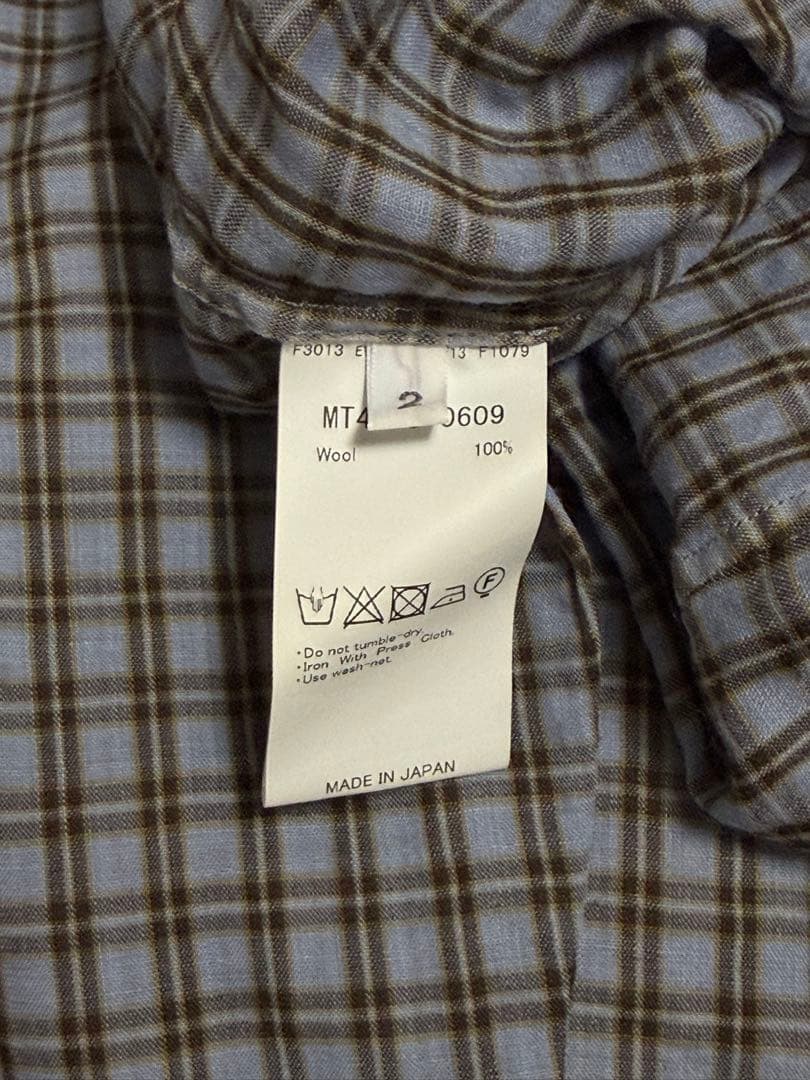 F3013 13 F1079
2
MT4 0609
Wool 100%
F
・Do not tumble-dry.
・Iron With Press Cloth.
・Use wash-net.
MADE IN JAPAN